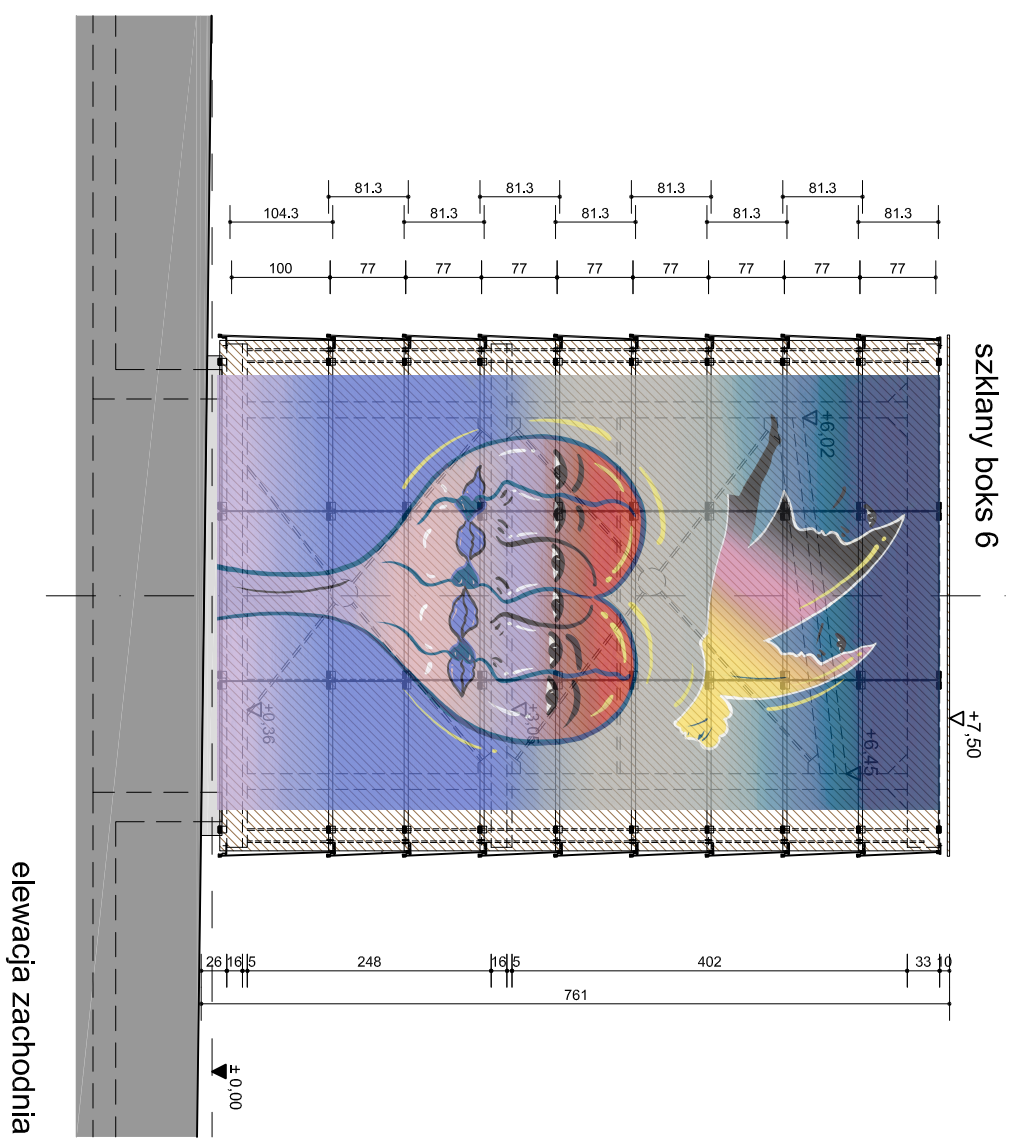 szklany boks 6
81.3 81.3 81.3 81.3
104.3 81.3 81.3 81.3 81.3
100 77 77 77 77 77 77 77 77
+6,02
+0,36
+3,05
+6,45
+7,50
26 16 5 248 16 5 402 33 10
761
± 0,00
elewacja zachodnia